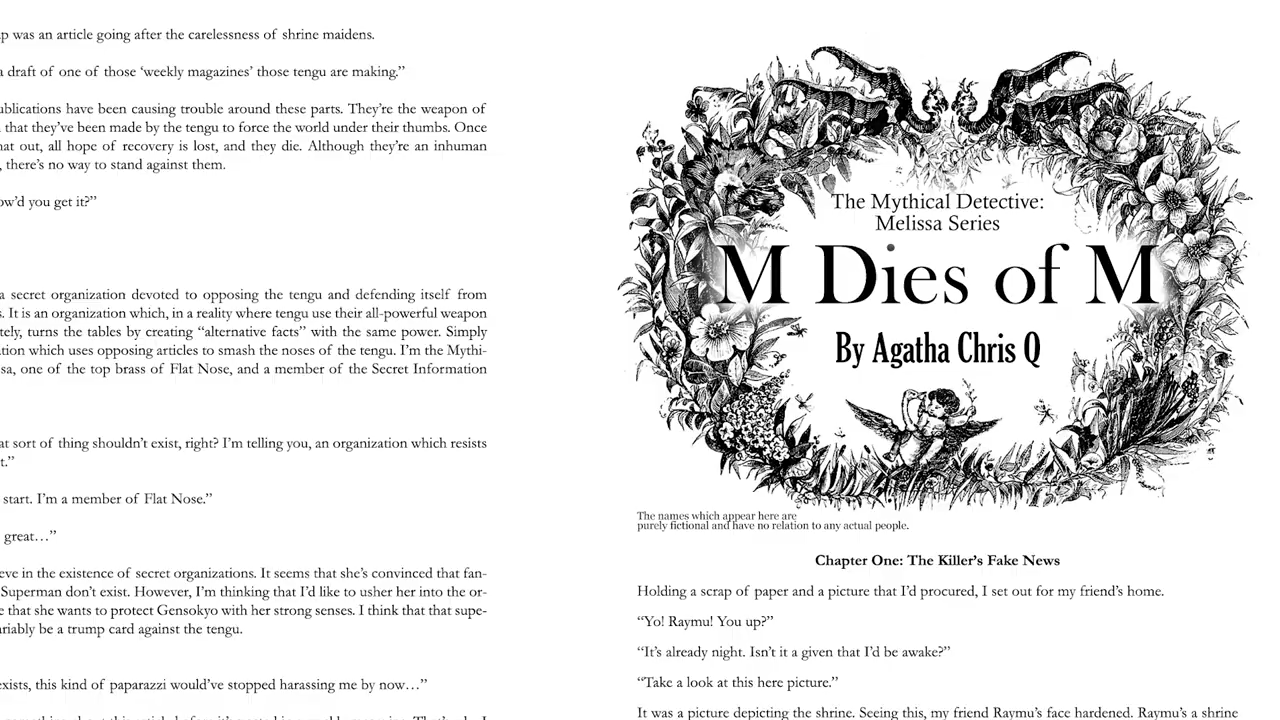 p was an article going after the carelessness of shrine maidens.
a draft of one of those ‘weekly magazines’ those tengu are making.”
ublications have been causing trouble around these parts. They’re the weapon of
that they’ve been made by the tengu to force the world under their thumbs. Once
hat out, all hope of recovery is lost, and they die. Although they’re an inhuman
, there’s no way to stand against them.
ow’d you get it?”
a secret organization devoted to opposing the tengu and defending itself from
s. It is an organization which, in a reality where tengu use their all-powerful weapon
tely, turns the tables by creating “alternative facts” with the same power. Simply
ation which uses opposing articles to smash the noses of the tengu. I’m the Mythi-
ssa, one of the top brass of Flat Nose, and a member of the Secret Information
at sort of thing shouldn’t exist, right? I’m telling you, an organization which resists
t.”
start. I’m a member of Flat Nose.”
great…”
eve in the existence of secret organizations. It seems that she’s convinced that fan-
Superman don’t exist. However, I’m thinking that I’d like to usher her into the or-
e that she wants to protect Gensokyo with her strong senses. I think that that supe-
ariably be a trump card against the tengu.
exists, this kind of paparazzi would’ve stopped harassing me by now…”
The Mythical Detective:
Melissa Series
M Dies of M
By Agatha Chris Q
The names which appear here are
purely fictional and have no relation to any actual people.
Chapter One: The Killer’s Fake News
Holding a scrap of paper and a picture that I’d procured, I set out for my friend’s home.
“Yo! Raymu! You up?”
“It’s already night. Isn’t it a given that I’d be awake?”
“Take a look at this here picture.”
It was a picture depicting the shrine. Seeing this, my friend Raymu’s face hardened. Raymu’s a shrine